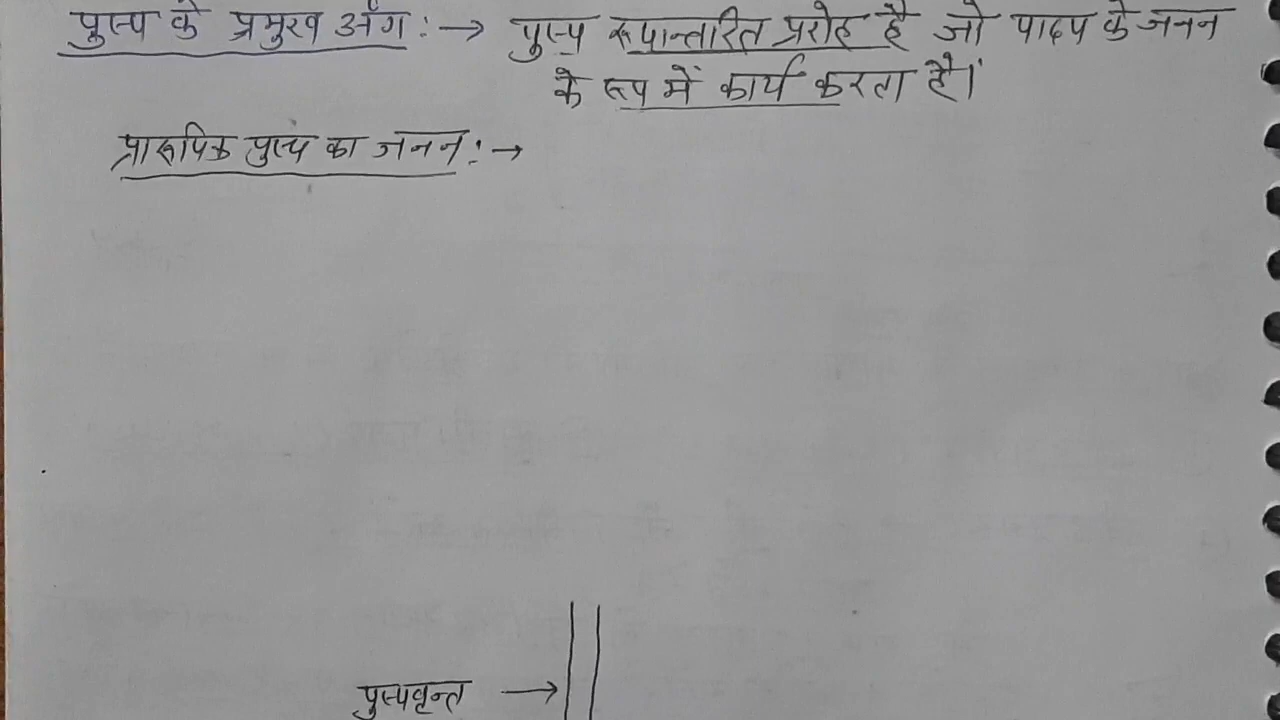 पुष्प के प्रमुख अंग :→ पुष्प रूपान्तरित प्ररोह है जो पादप के जनन
के रूप में कार्य करता है।
प्रारूपिक पुष्प का जनन :→
पुष्पवृन्त →